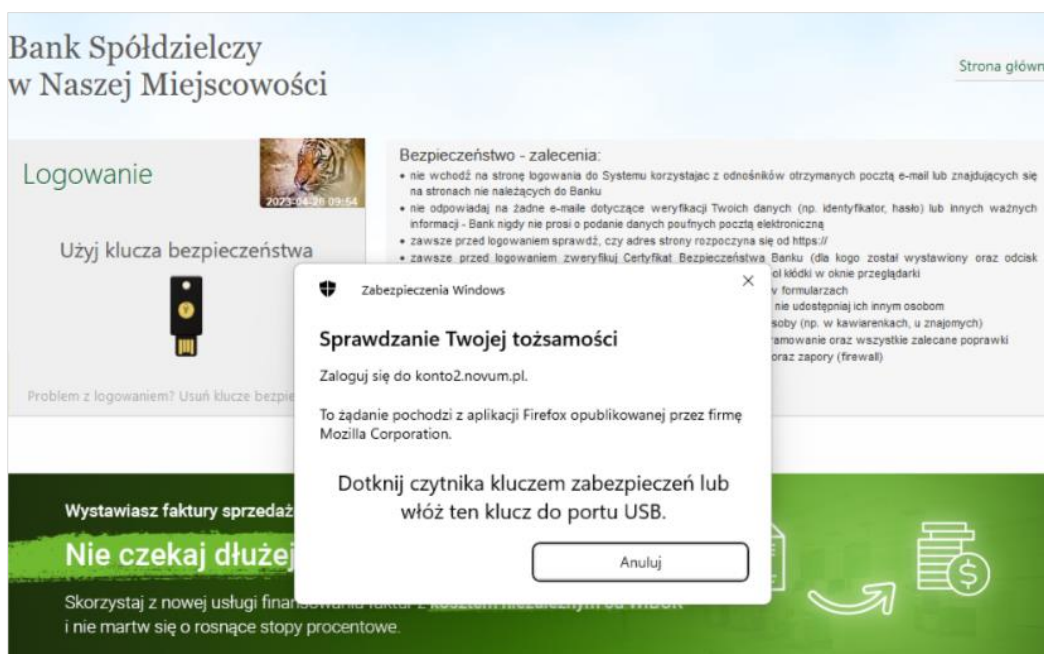 Bank Spółdzielczy
w Naszej Miejscowości
Strona główn
Logowanie
2023-04-26 09:54
Użyj klucza bezpieczeństwa
Problem z logowaniem? Usuń klucze bezpie
Bezpieczeństwo - zalecenia:
• nie wchodź na stronę logowania do Systemu korzystajac z odnośników otrzymanych pocztą e-mail lub znajdujących się
na stronach nie należących do Banku
• nie odpowiadaj na żadne e-maile dotyczące weryfikacji Twoich danych (np. identyfikator, hasło) lub innych ważnych
informacji - Bank nigdy nie prosi o podanie danych poufnych pocztą elektroniczną
• zawsze przed logowaniem sprawdź, czy adres strony rozpoczyna się od https://
• zawsze przed logowaniem zweryfikuj Certyfikat Bezpieczeństwa Banku (dla kogo został wystawiony oraz odcisk
ol kłódki w oknie przeglądarki
w formularzach
nie udostępniaj ich innym osobom
soby (np. w kawiarenkach, u znajomych)
ramowanie oraz wszystkie zalecane poprawki
oraz zapory (firewall)
Zabezpieczenia Windows
Sprawdzanie Twojej tożsamości
Zaloguj się do konto2.novum.pl.
To żądanie pochodzi z aplikacji Firefox opublikowanej przez firmę
Mozilla Corporation.
Dotknij czytnika kluczem zabezpieczeń lub
włóż ten klucz do portu USB.
Anuluj
Wystawiasz faktury sprzedaż
Nie czekaj dłużej
Skorzystaj z nowej usługi finansowania faktur z kosztem niezależnym od WIBOR
i nie martw się o rosnące stopy procentowe.